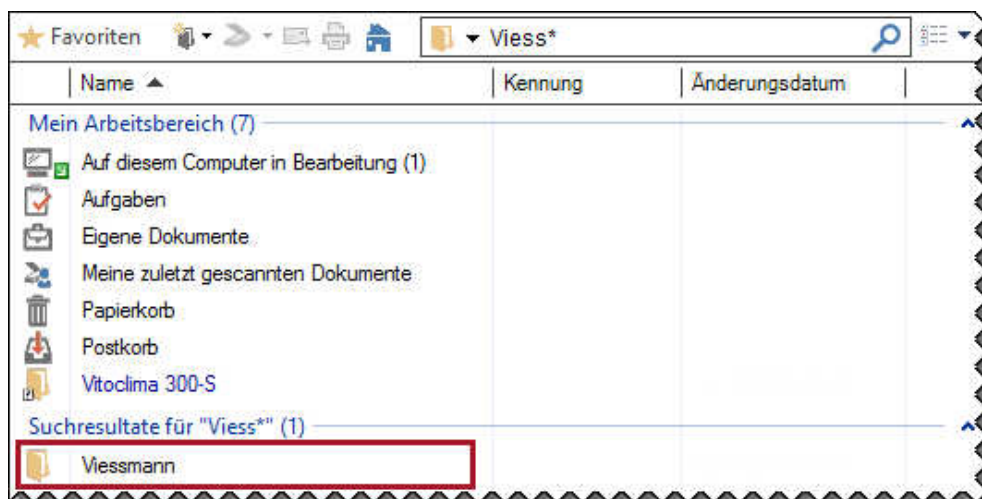 Favoriten Viess*
Name Kennung Änderungsdatum
Mein Arbeitsbereich (7)
Auf diesem Computer in Bearbeitung (1)
Aufgaben
Eigene Dokumente
Meine zuletzt gescannten Dokumente
Papierkorb
Postkorb
Vitoclima 300-S
Suchresultate für "Viess*" (1)
Viessmann